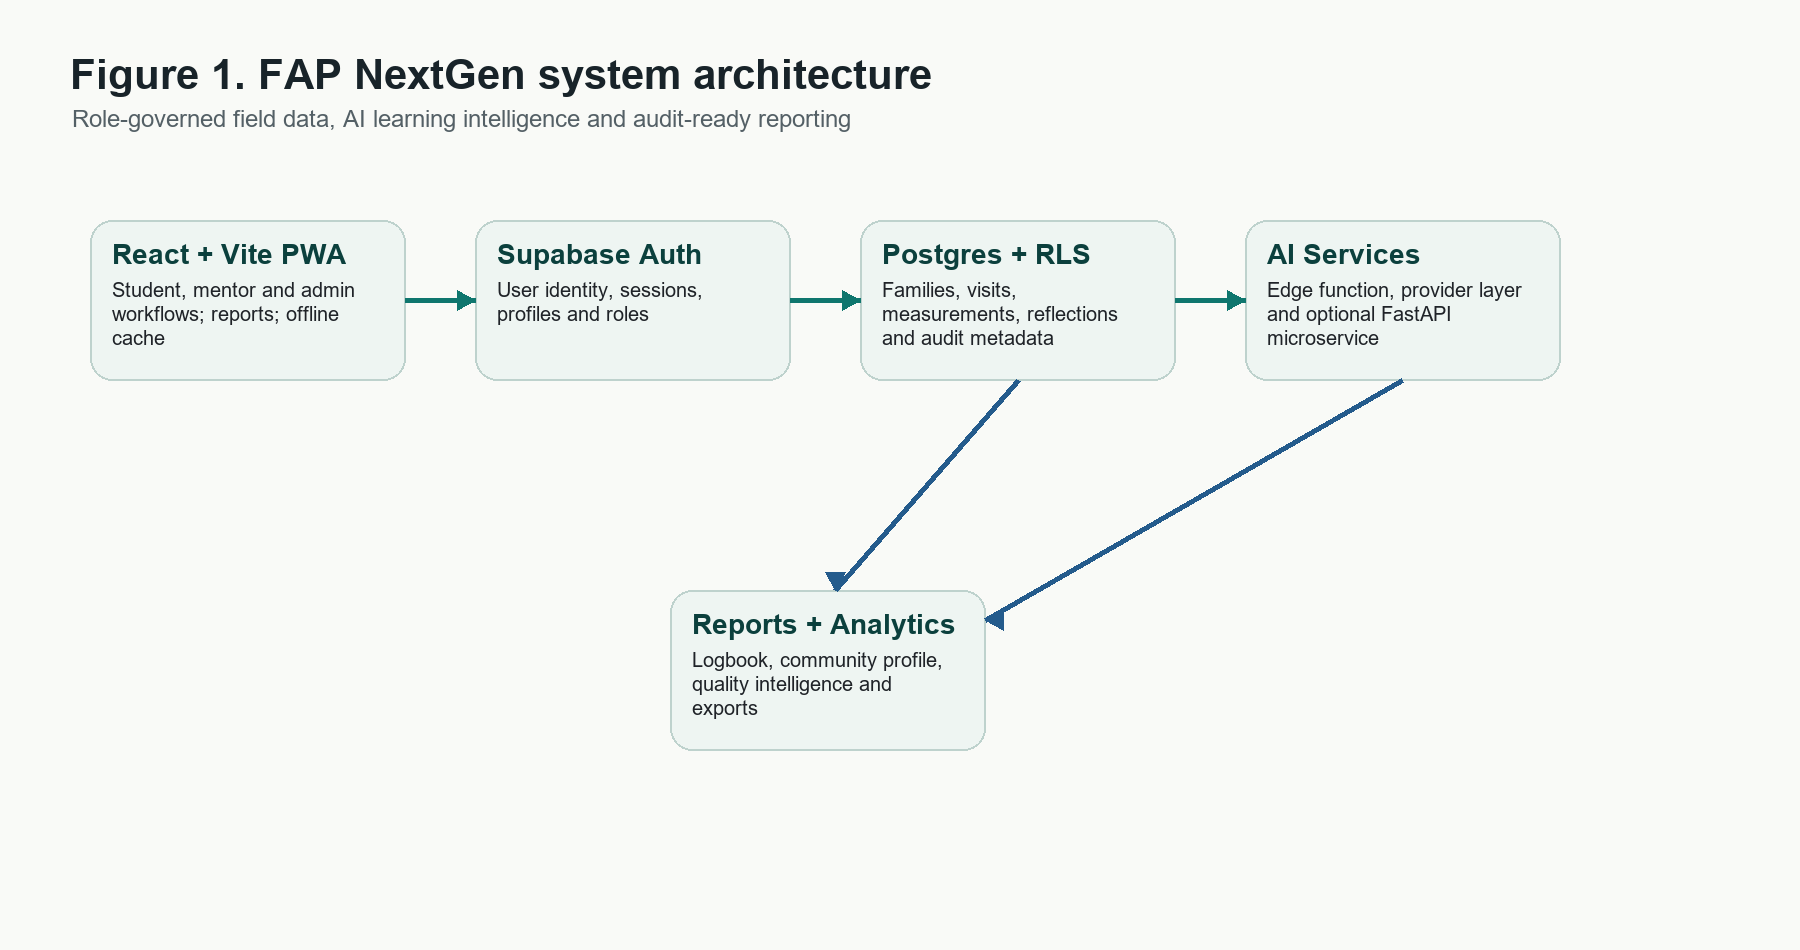 Figure 1. FAP NextGen system architecture
Role-governed field data, AI learning intelligence and audit-ready reporting
React + Vite PWA
Student, mentor and admin
workflows; reports; offline
cache
Supabase Auth
User identity, sessions,
profiles and roles
Postgres + RLS
Families, visits,
measurements, reflections
and audit metadata
AI Services
Edge function, provider layer
and optional FastAPI
microservice
Reports + Analytics
Logbook, community profile,
quality intelligence and
exports